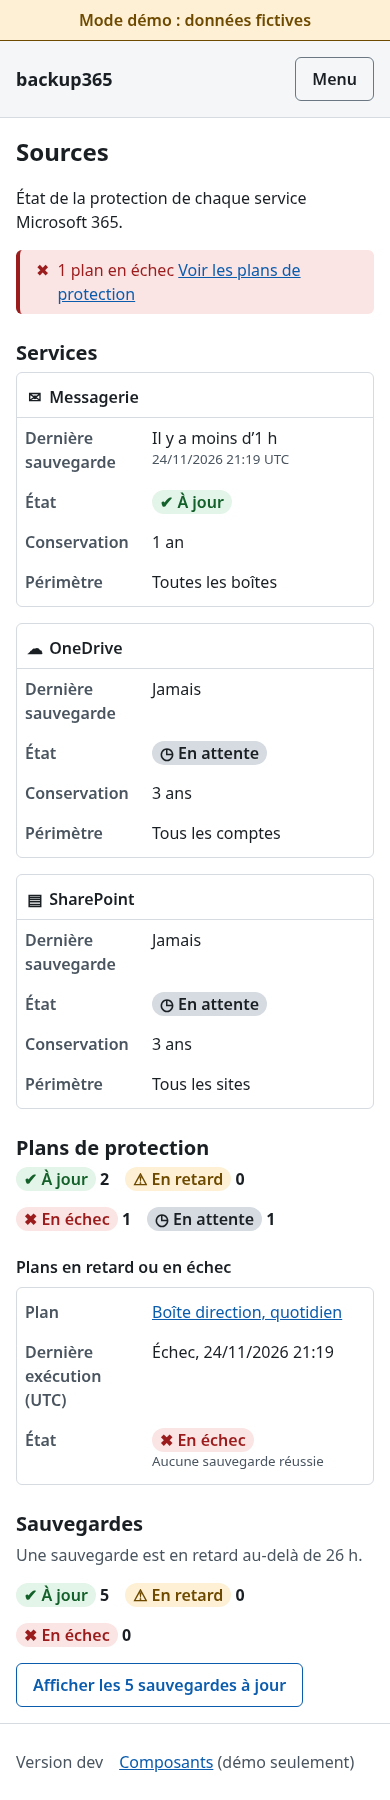 Mode démo : données fictives
backup365
Menu
Sources
État de la protection de chaque service
Microsoft 365.
✖ 1 plan en échec Voir les plans de
protection
Services
✉ Messagerie
Dernière
sauvegarde
Il y a moins d’1 h
24/11/2026 21:19 UTC
État
✔ À jour
Conservation
1 an
Périmètre
Toutes les boîtes
☁ OneDrive
Dernière
sauvegarde
Jamais
État
◷ En attente
Conservation
3 ans
Périmètre
Tous les comptes
▤ SharePoint
Dernière
sauvegarde
Jamais
État
◷ En attente
Conservation
3 ans
Périmètre
Tous les sites
Plans de protection
✔ À jour 2 ⚠ En retard 0
✖ En échec 1 ◷ En attente 1
Plans en retard ou en échec
Plan
Boîte direction, quotidien
Dernière
exécution
(UTC)
Échec, 24/11/2026 21:19
État
✖ En échec
Aucune sauvegarde réussie
Sauvegardes
Une sauvegarde est en retard au-delà de 26 h.
✔ À jour 5 ⚠ En retard 0
✖ En échec 0
Afficher les 5 sauvegardes à jour
Version dev Composants (démo seulement)